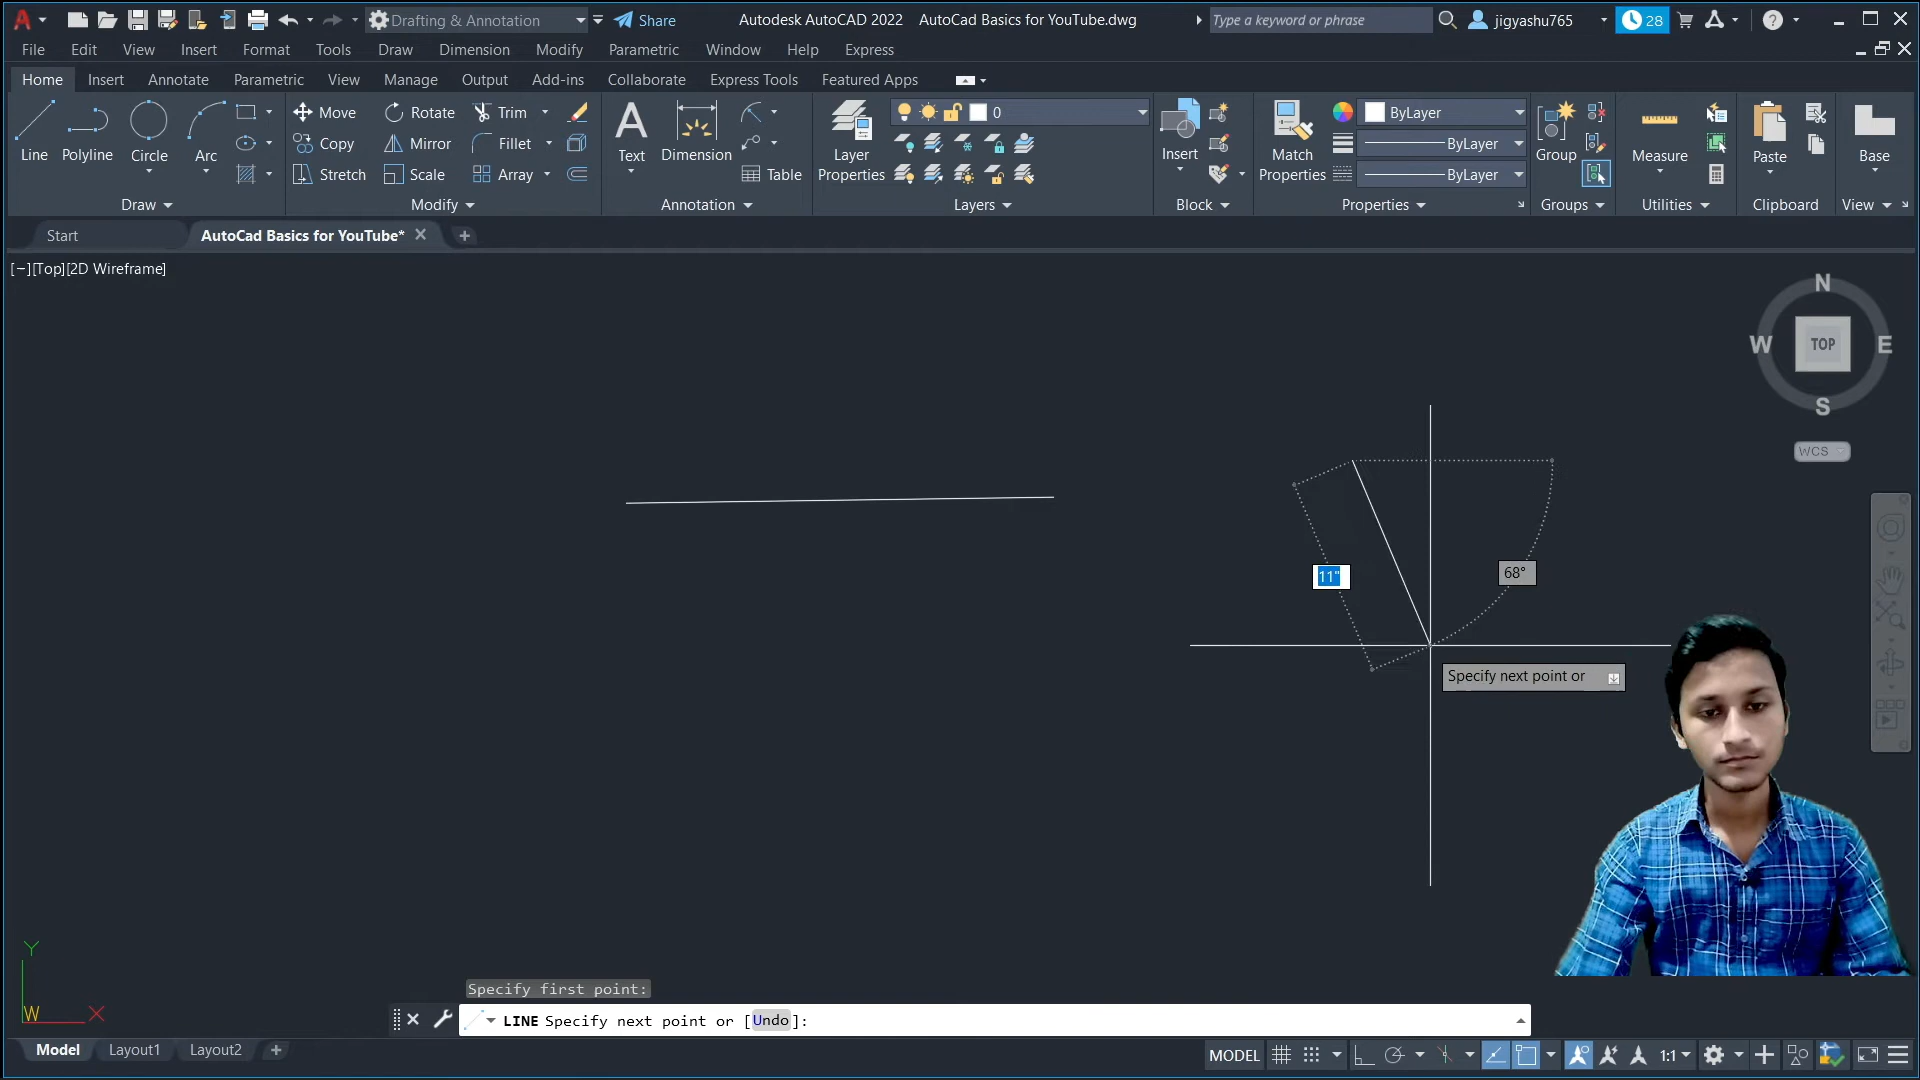 A Drafting & Annotation Share Autodesk AutoCAD 2022 AutoCad Basics for YouTube.dwg Type a keyword or phrase jigyashu765 28
File Edit View Insert Format Tools Draw Dimension Modify Parametric Window Help Express
Home Insert Annotate Parametric View Manage Output Add-ins Collaborate Express Tools Featured Apps
Line Polyline Circle Arc
Move Rotate Trim
Copy Mirror Fillet
Stretch Scale Array
A Text Dimension Table
Layer Properties 0
Insert
Match Properties
ByLayer
ByLayer
ByLayer
Group Measure Paste Base
Draw Modify Annotation Layers Block Properties Groups Utilities Clipboard View
Start AutoCad Basics for YouTube*
[−][Top][2D Wireframe]
N
W TOP E
S
WCS
11"
68°
Specify next point or
Y
W X
Specify first point:
LINE Specify next point or [Undo]:
Model Layout1 Layout2
MODEL 1:1